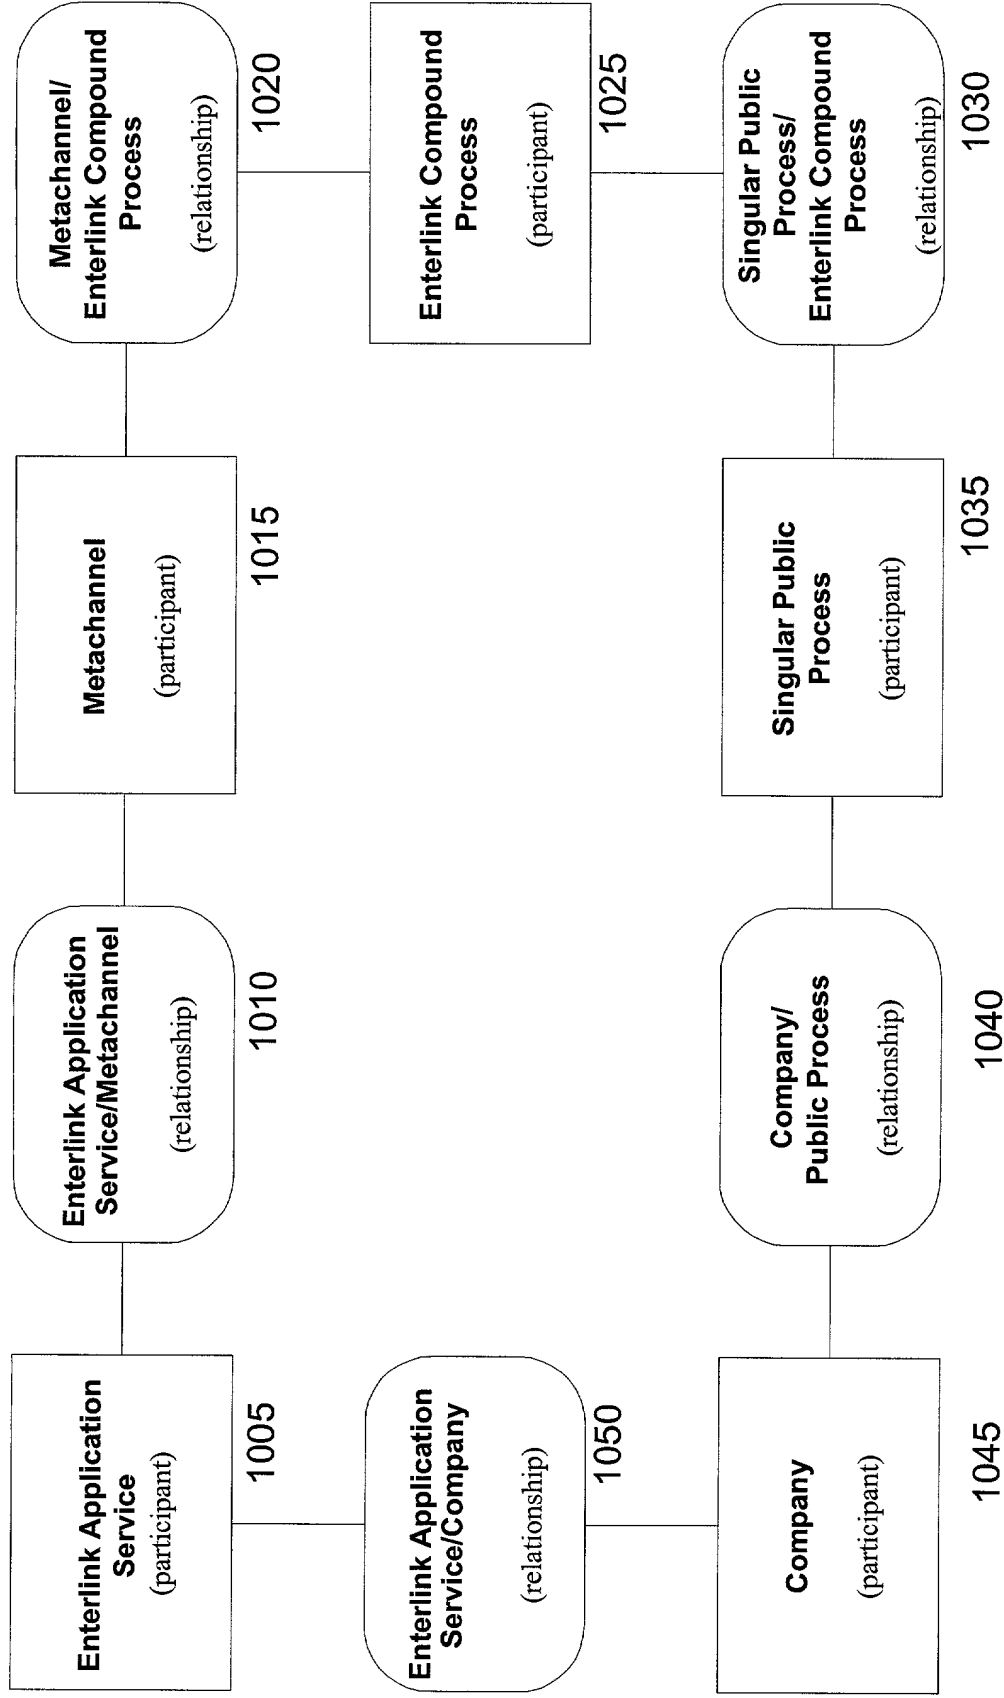 Enterlink Application
Service
(participant)
1005
Enterlink Application
Service/Metachannel
(relationship)
1010
Metachannel
(participant)
1015
Metachannel/
Enterlink Compound
Process
(relationship)
1020
Enterlink Application
Service/Company
(relationship)
1050
Enterlink Compound
Process
(participant)
1025
Company
(participant)
1045
Company/
Public Process
(relationship)
1040
Singular Public
Process
(participant)
1035
Singular Public
Process/
Enterlink Compound
Process
(relationship)
1030